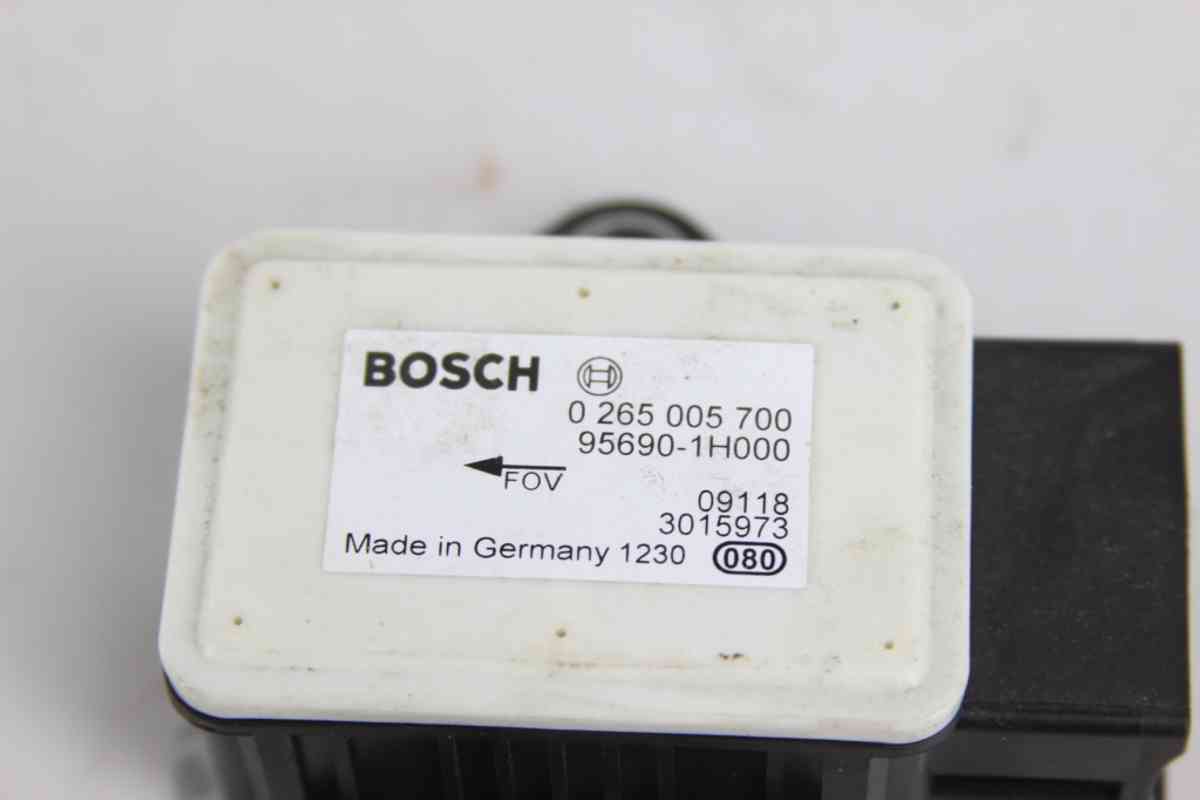 BOSCH
0 265 005 700
95690-1H000
FOV
09118
3015973
Made in Germany 1230 080